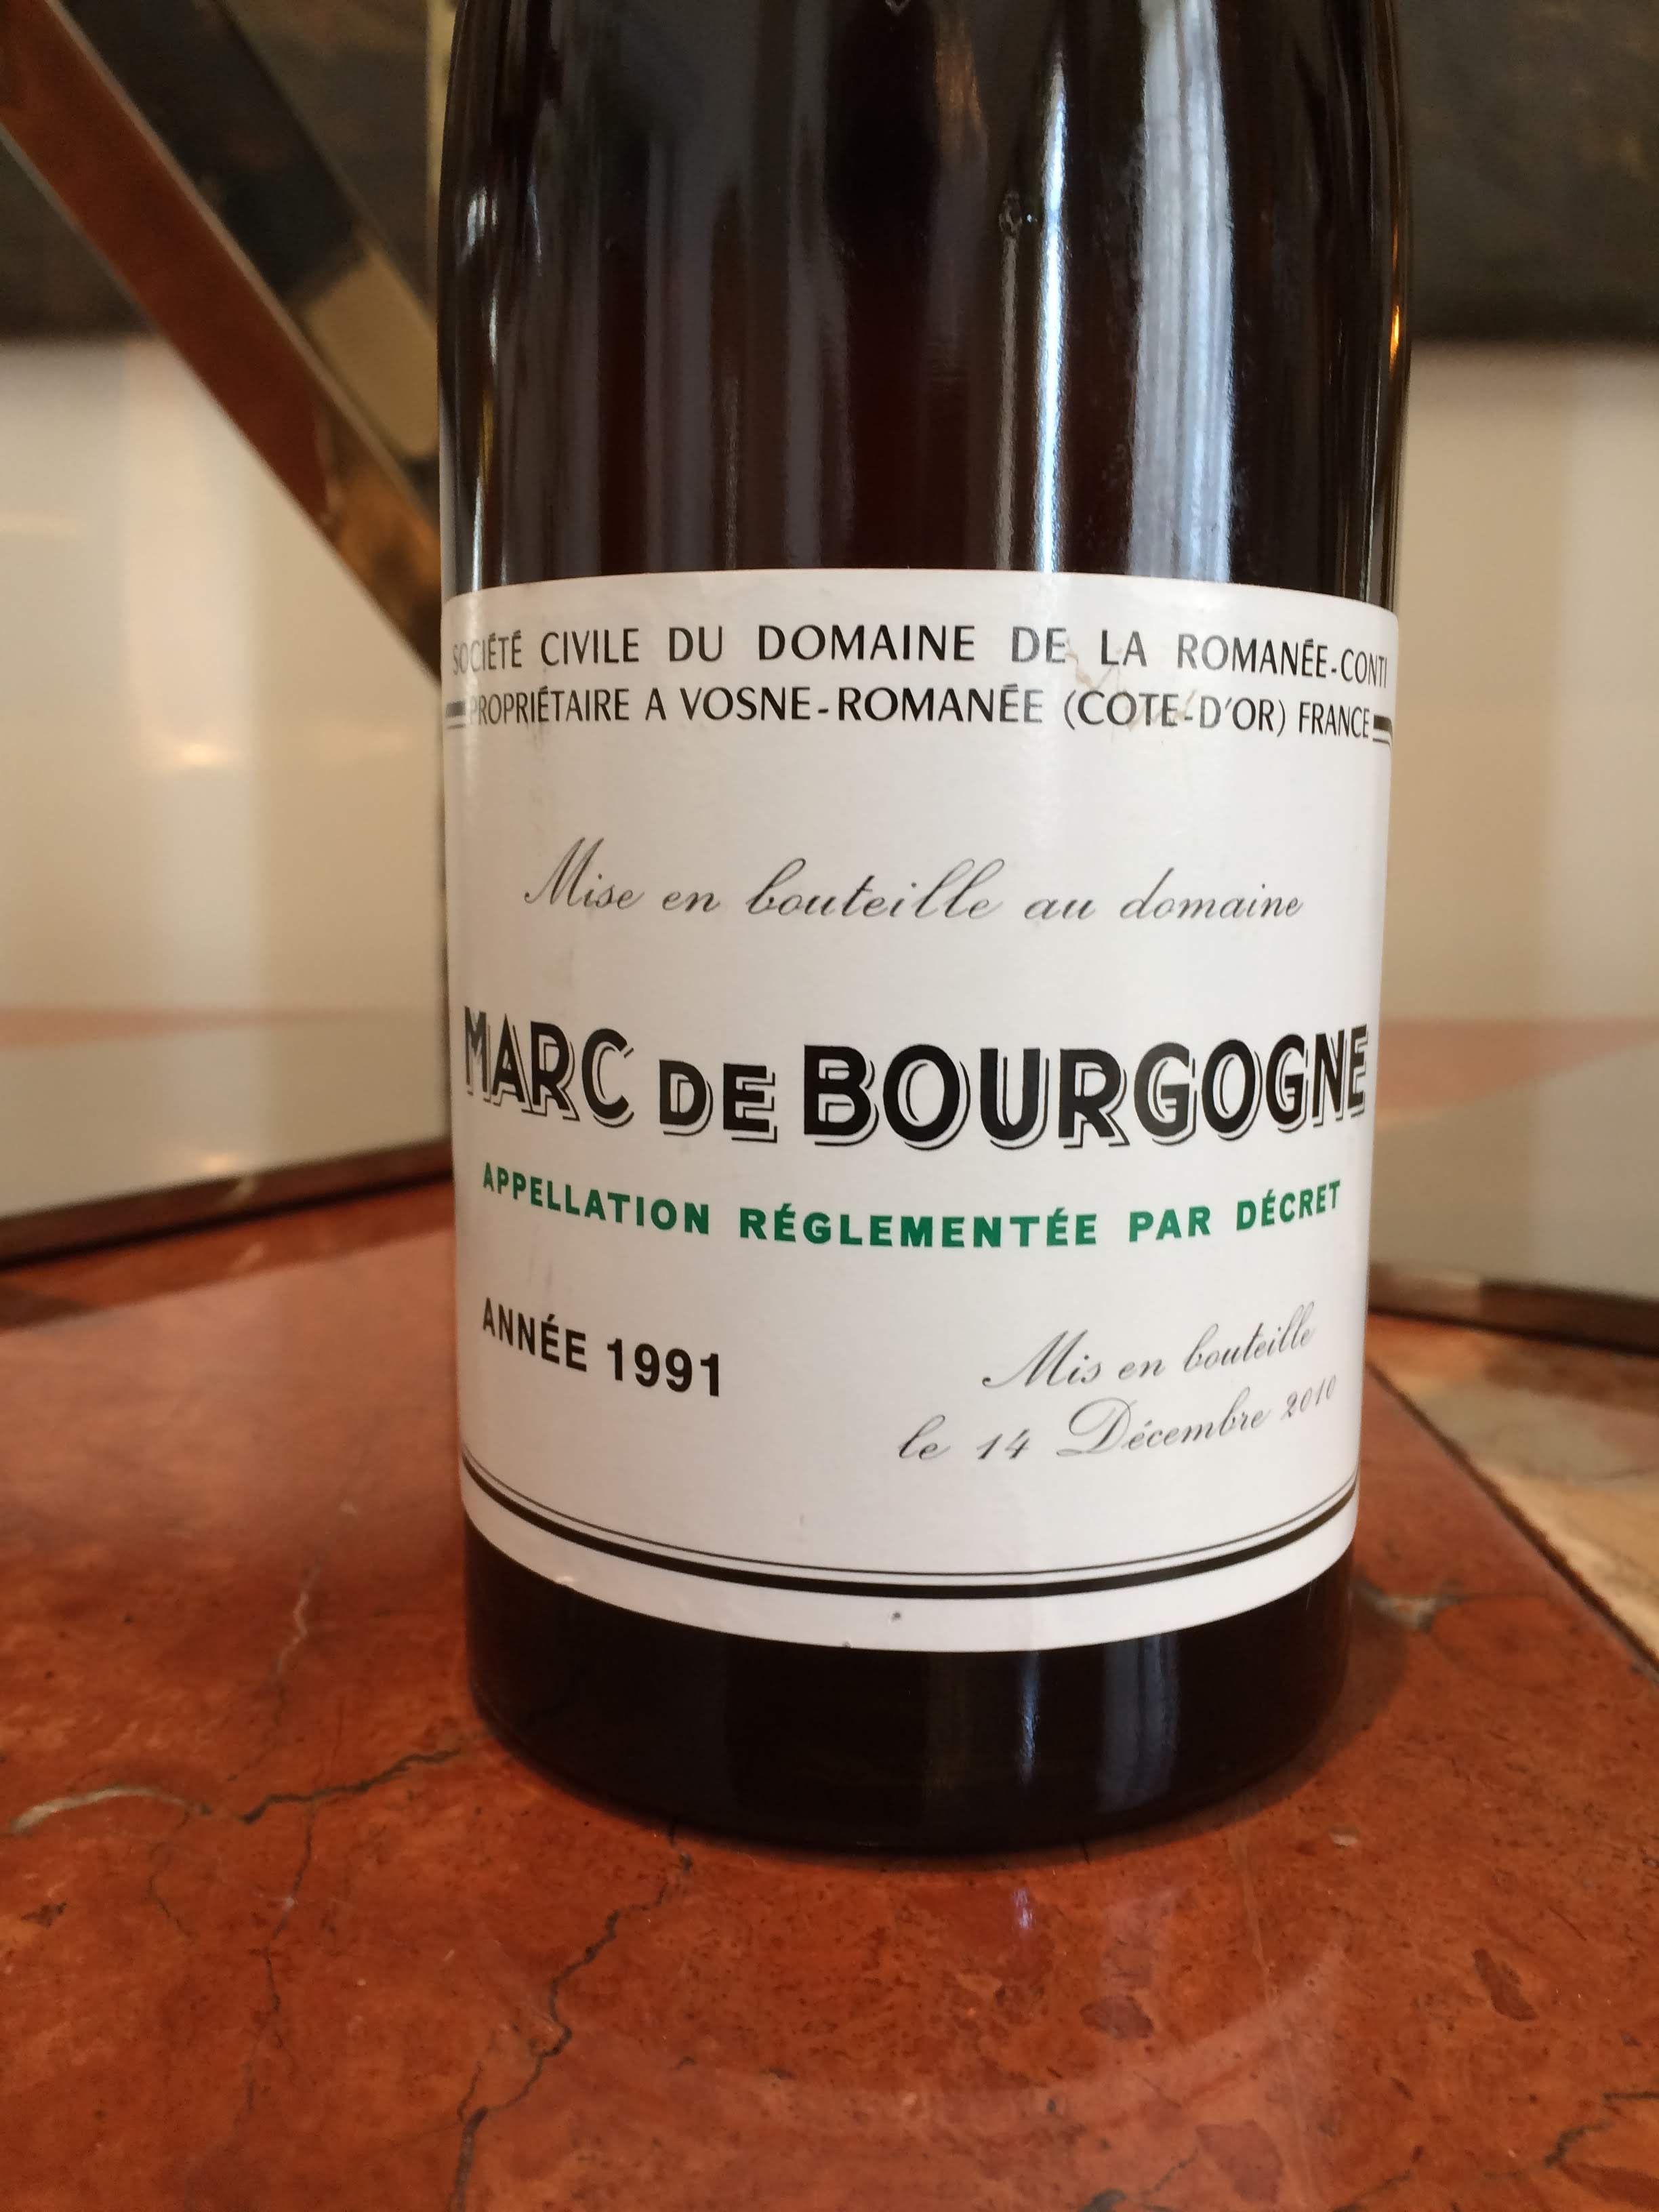 SOCIÉTÉ CIVILE DU DOMAINE DE LA ROMANÉE-CONTI
PROPRIÉTAIRE A VOSNE-ROMANÉE (COTE-D'OR) FRANCE
Mise en bouteille au domaine
MARC DE BOURGOGNE
APPELLATION RÉGLEMENTÉE PAR DÉCRET
ANNÉE 1991
Mis en bouteille
le 14 Décembre 2010